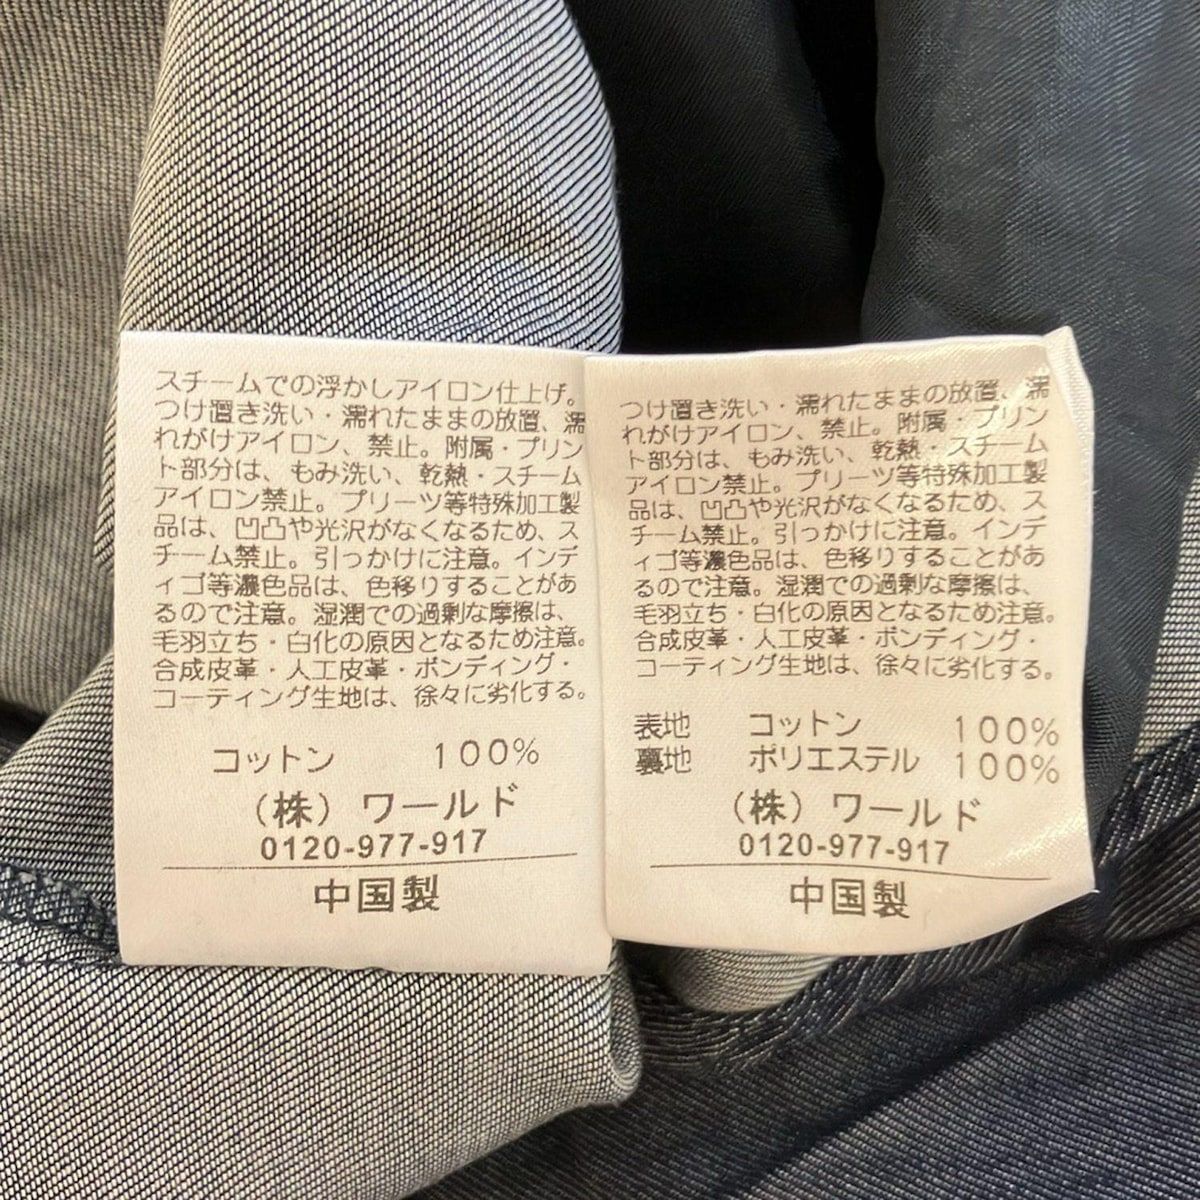 スチームでの浮かしアイロン仕上げ。
つけ置き洗い・濡れたままの放置、濡
れがけアイロン、禁止。附属・プリン
ト部分は、もみ洗い、乾熱・スチーム
アイロン禁止。プリーツ等特殊加工製
品は、凹凸や光沢がなくなるため、ス
チーム禁止。引っかけに注意。インデ
ィゴ等濃色品は、色移りすることがあ
るので注意。湿潤での過剰な摩擦は、
毛羽立ち・白化の原因となるため注意。
合成皮革・人工皮革・ボンディング・
コーティング生地は、徐々に劣化する。
コットン 100%
(株)ワールド
0120-977-917
中国製
つけ置き洗い・濡れたままの放置、濡
れがけアイロン、禁止。附属・プリン
ト部分は、もみ洗い、乾熱・スチーム
アイロン禁止。プリーツ等特殊加工製
品は、凹凸や光沢がなくなるため、ス
チーム禁止。引っかけに注意。インデ
ィゴ等濃色品は、色移りすることがあ
るので注意。湿潤での過剰な摩擦は、
毛羽立ち・白化の原因となるため注意。
合成皮革・人工皮革・ボンディング・
コーティング生地は、徐々に劣化する。
表地 コットン 100%
裏地 ポリエステル 100%
(株)ワールド
0120-977-917
中国製